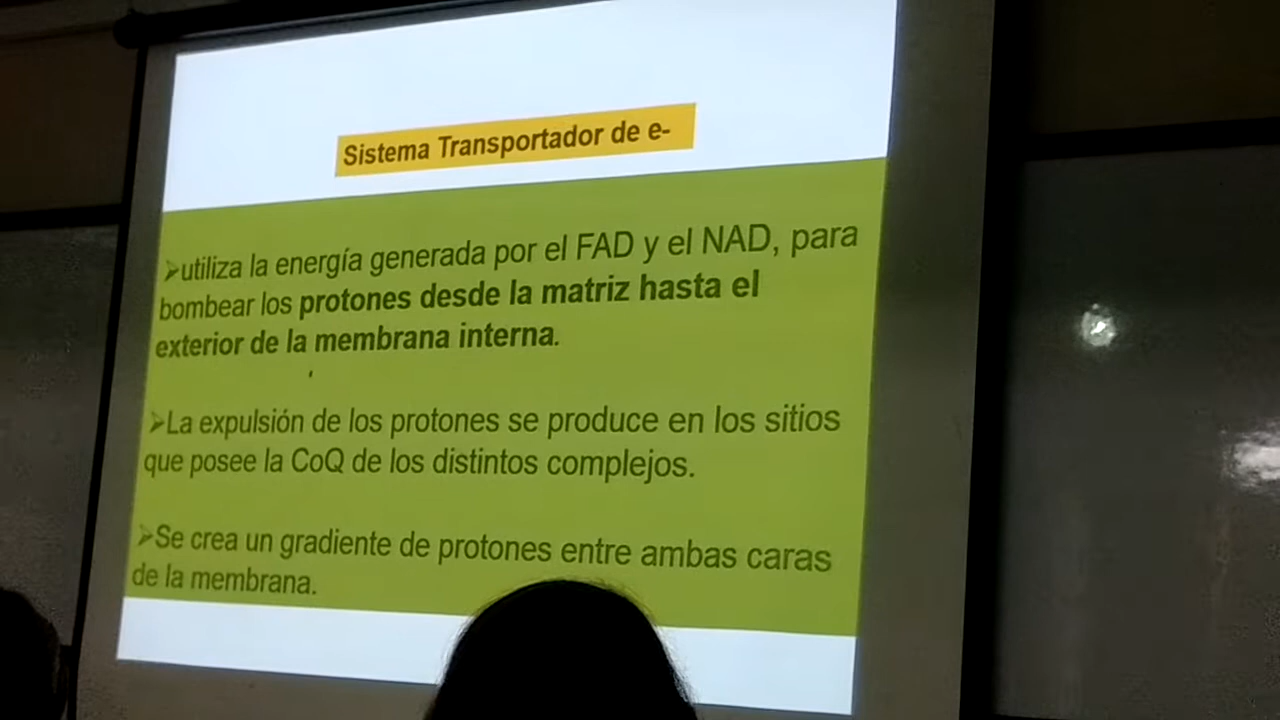 Sistema Transportador de e-
➢utiliza la energía generada por el FAD y el NAD, para
bombear los protones desde la matriz hasta el
exterior de la membrana interna.
➢La expulsión de los protones se produce en los sitios
que posee la CoQ de los distintos complejos.
➢Se crea un gradiente de protones entre ambas caras
de la membrana.